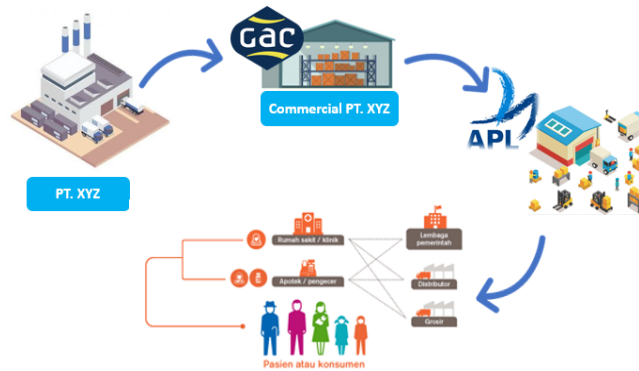 GAC
Commercial PT. XYZ
APL
PT. XYZ
Rumah sakit / klinik
Lembaga
pemerintah
Apotek / pengecer
Distributor
Grosir
Pasien atau konsumen